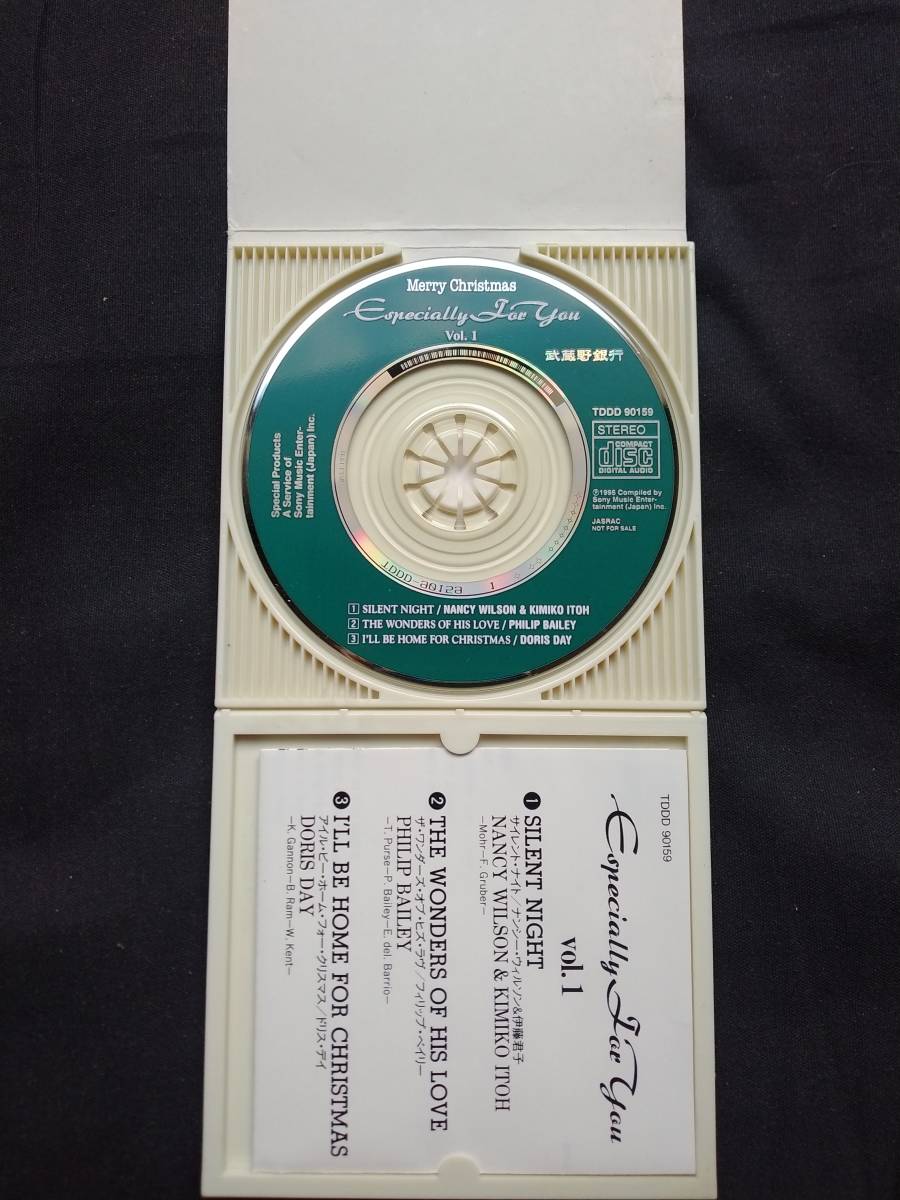 Merry Christmas
Especially For You
Vol. 1
武蔵野銀行
TDDD 90159
STEREO
COMPACT
disc
DIGITAL AUDIO
Special Products
A Service of
Sony Music Enter-
tainment (Japan) Inc.
Ⓟ1995 Compiled by
Sony Music Enter-
tainment (Japan) Inc.
JASRAC
NOT FOR SALE
1 SILENT NIGHT / NANCY WILSON & KIMIKO ITOH
2 THE WONDERS OF HIS LOVE / PHILIP BAILEY
3 I'LL BE HOME FOR CHRISTMAS / DORIS DAY
TDDD 90159
Especially For You
vol. 1
❶ SILENT NIGHT
サイレント・ナイト／ナンシー・ウィルソン&伊藤君子
NANCY WILSON & KIMIKO ITOH
—Mohr—F. Gruber—
❷ THE WONDERS OF HIS LOVE
ザ・ワンダーズ・オブ・ヒズ・ラヴ／フィリップ・ベイリー
PHILIP BAILEY
—T. Purse—P. Bailey—E. del. Barrio—
❸ I'LL BE HOME FOR CHRISTMAS
アイル・ビー・ホーム・フォー・クリスマス／ドリス・デイ
DORIS DAY
—K. Gannon—B. Ram—W. Kent—